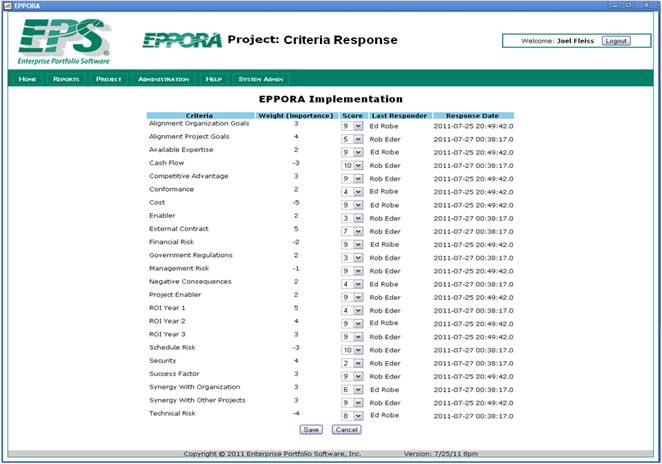 EPPORA
EPS
Enterprise Portfolio Software
EPPORA Project: Criteria Response
Welcome: Joel Fleiss Logout
Home Reports Project Administration Help System Admin
EPPORA Implementation
Criteria Weight (importance) Score Last Responder Response Date
Alignment Organization Goals 3 9 Ed Robe 2011-07-25 20:49:42.0
Alignment Project Goals 4 5 Rob Eder 2011-07-27 00:38:17.0
Available Expertise 2 9 Ed Robe 2011-07-25 20:49:42.0
Cash Flow -3 10 Rob Eder 2011-07-27 00:38:17.0
Competitive Advantage 3 9 Rob Eder 2011-07-25 20:49:42.0
Conformance 2 4 Ed Robe 2011-07-27 00:38:17.0
Cost -5 9 Ed Robe 2011-07-25 20:49:42.0
Enabler 2 3 Rob Eder 2011-07-27 00:38:17.0
External Contract 5 7 Rob Eder 2011-07-27 00:38:17.0
Financial Risk -2 9 Ed Robe 2011-07-25 20:49:42.0
Government Regulations 2 3 Rob Eder 2011-07-27 00:38:17.0
Management Risk -1 9 Rob Eder 2011-07-25 20:49:42.0
Negative Consequences 2 4 Ed Robe 2011-07-27 00:38:17.0
Project Enabler 2 9 Rob Eder 2011-07-25 20:49:42.0
ROI Year 1 5 4 Rob Eder 2011-07-27 00:38:17.0
ROI Year 2 4 9 Ed Robe 2011-07-25 20:49:42.0
ROI Year 3 3 9 Rob Eder 2011-07-25 20:49:42.0
Schedule Risk -3 10 Rob Eder 2011-07-27 00:38:17.0
Security 4 2 Rob Eder 2011-07-27 00:38:17.0
Success Factor 3 9 Rob Eder 2011-07-25 20:49:42.0
Synergy With Organization 3 6 Ed Robe 2011-07-27 00:38:17.0
Synergy With Other Projects 3 9 Rob Eder 2011-07-25 20:49:42.0
Technical Risk -4 8 Ed Robe 2011-07-27 00:38:17.0
Save Cancel
Copyright © 2011 Enterprise Portfolio Software, Inc. Version: 7/25/11 8pm